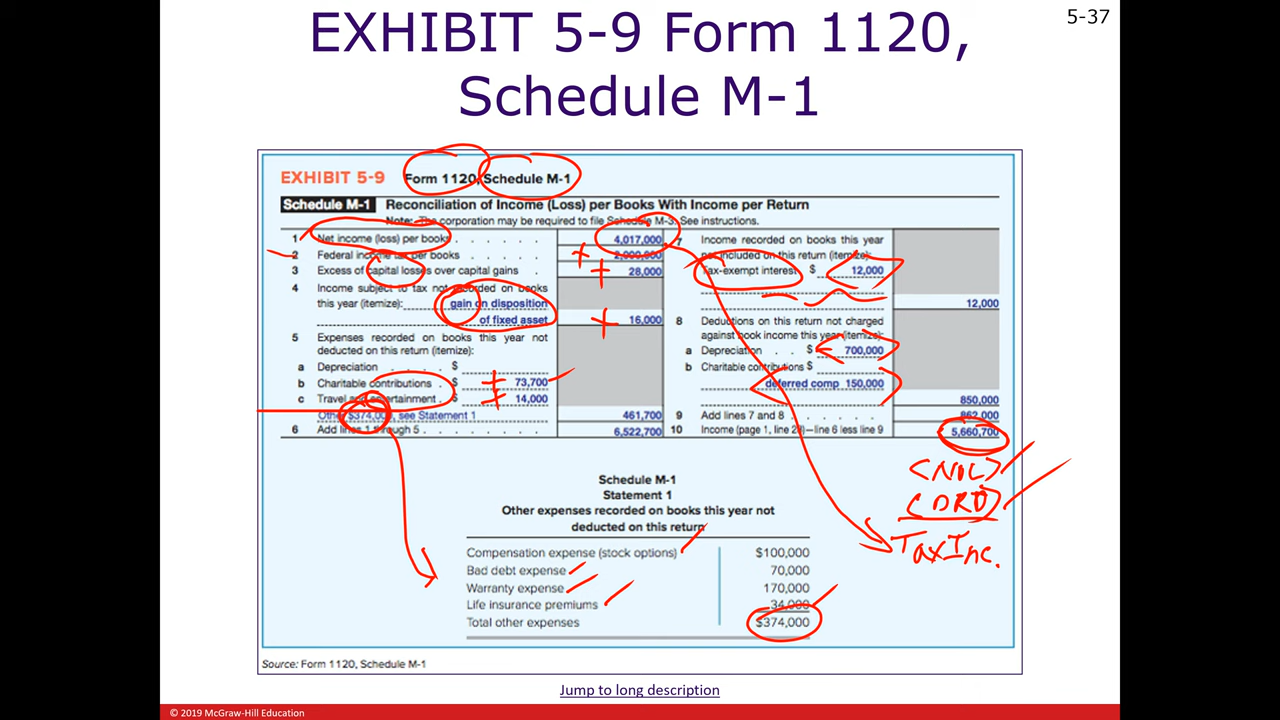 5-37
EXHIBIT 5-9 Form 1120,
Schedule M-1
EXHIBIT 5-9 Form 1120, Schedule M-1
Schedule M-1 Reconciliation of Income (Loss) per Books With Income per Return
Note: The corporation may be required to file Schedule M-3. See instructions.
1 Net income (loss) per books . . . . . . 4,017,000
2 Federal income tax per books . . . . . 2,000,000
3 Excess of capital losses over capital gains . 28,000
4 Income subject to tax not recorded on books
this year (itemize): gain on disposition
of fixed asset 16,000
5 Expenses recorded on books this year not
deducted on this return (itemize):
a Depreciation . . . . $
b Charitable contributions . $ 73,700
c Travel and entertainment . $ 14,000
Other $374,000, see Statement 1 461,700
6 Add lines 1 through 5 . . . . . . . . 6,522,700
7 Income recorded on books this year
not included on this return (itemize):
Tax-exempt interest $ 12,000
12,000
8 Deductions on this return not charged
against book income this year (itemize):
a Depreciation . . $ 700,000
b Charitable contributions $
deferred comp 150,000
850,000
9 Add lines 7 and 8 . . . . . . 862,000
10 Income (page 1, line 28)—line 6 less line 9 5,660,700
<NOL>
<DRD>
Tax Inc.
Schedule M-1
Statement 1
Other expenses recorded on books this year not
deducted on this return
Compensation expense (stock options) $100,000
Bad debt expense 70,000
Warranty expense 170,000
Life insurance premiums 34,000
Total other expenses $374,000
Source: Form 1120, Schedule M-1
Jump to long description
© 2019 McGraw-Hill Education